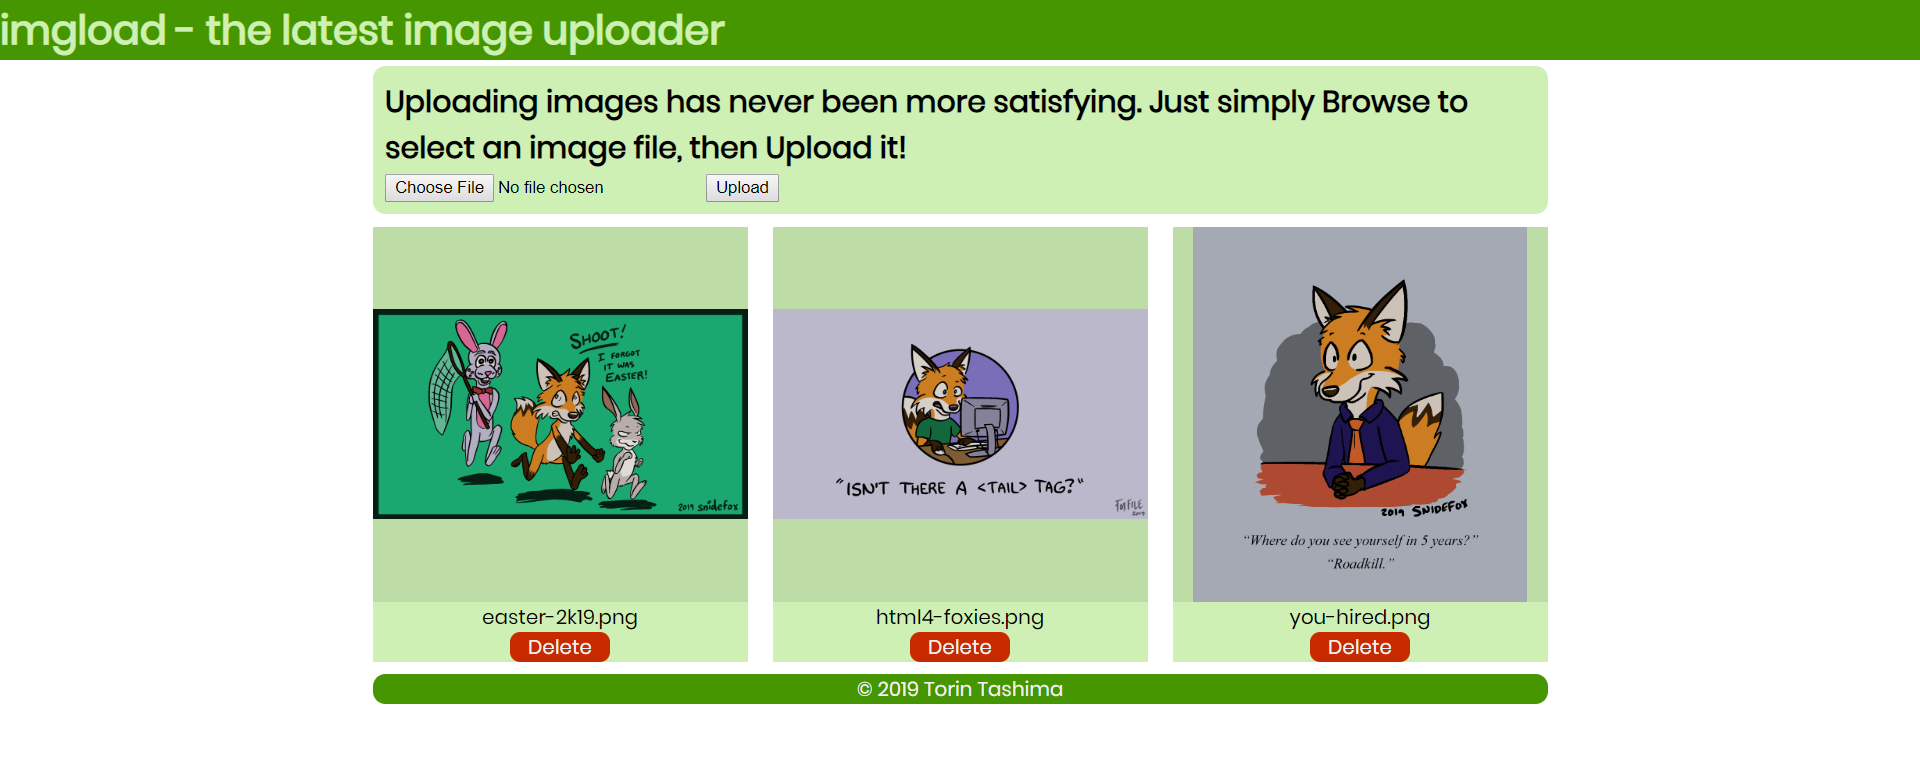 imgload - the latest image uploader
Uploading images has never been more satisfying. Just simply Browse to
select an image file, then Upload it!
Choose File No file chosen Upload
SHOOT!
I FORGOT
IT WAS
EASTER!
2019 snidefox
"ISN'T THERE A <TAIL> TAG?"
FOXFILE
2019
2019 SNIDEFOX
“Where do you see yourself in 5 years?”
“Roadkill.”
easter-2k19.png
Delete
html4-foxies.png
Delete
you-hired.png
Delete
© 2019 Torin Tashima